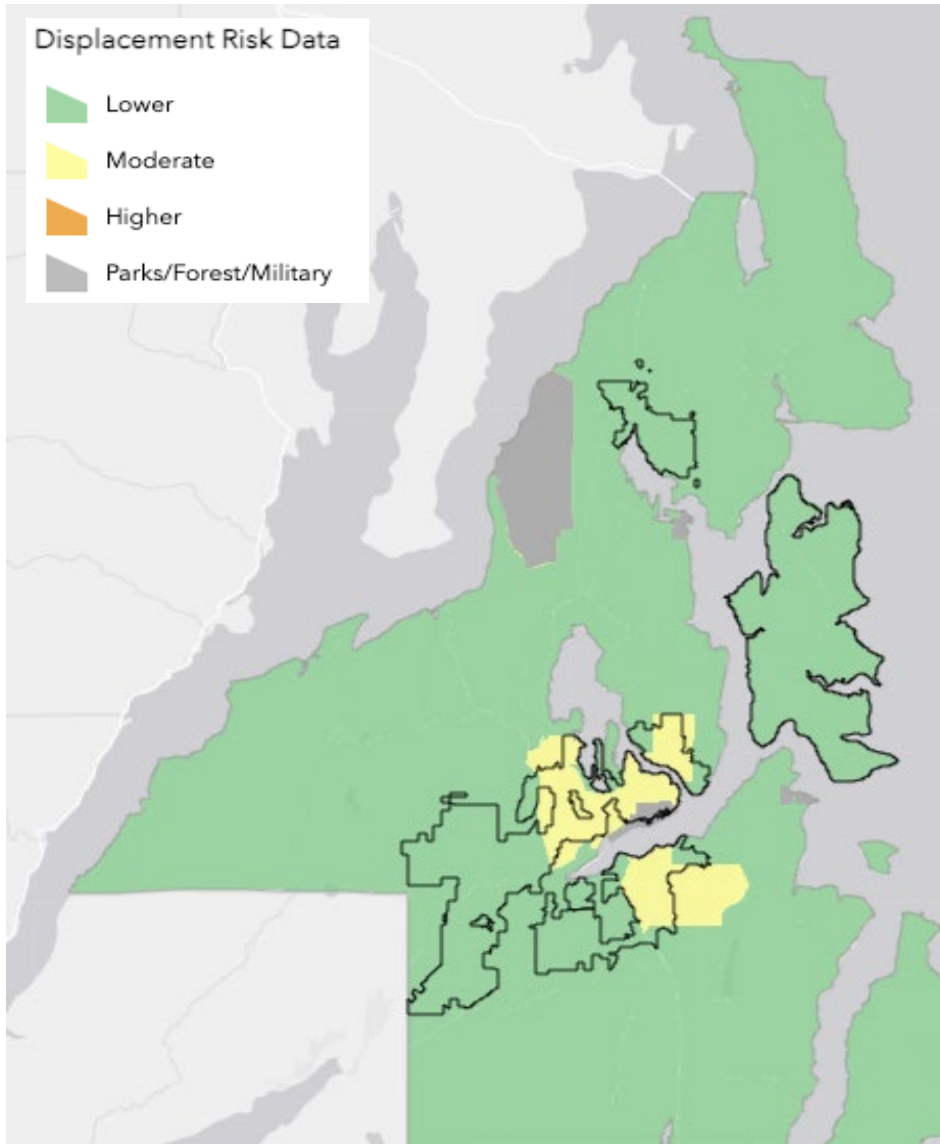 Displacement Risk Data
Lower
Moderate
Higher
Parks/Forest/Military